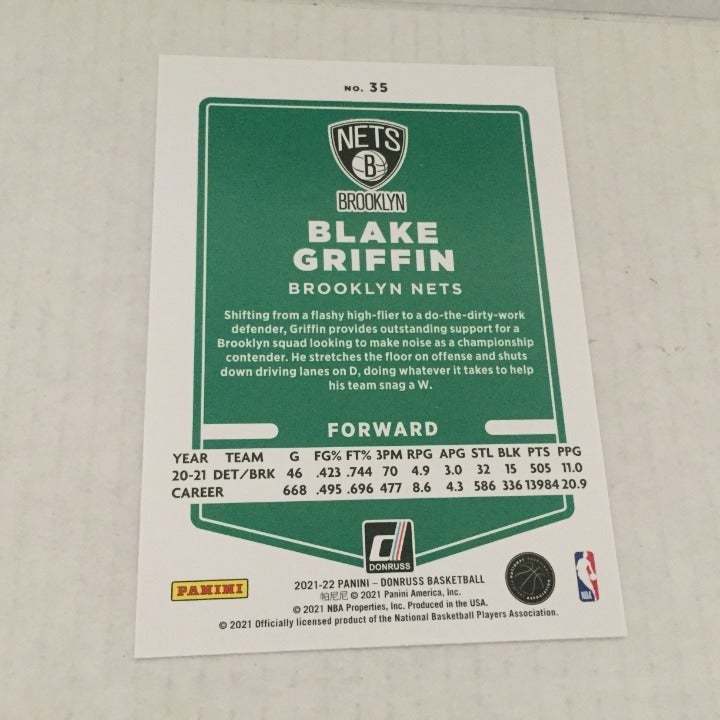 NO. 35
NETS
B
BROOKLYN
BLAKE
GRIFFIN
BROOKLYN NETS
Shifting from a flashy high-flier to a do-the-dirty-work
defender, Griffin provides outstanding support for a
Brooklyn squad looking to make noise as a championship
contender. He stretches the floor on offense and shuts
down driving lanes on D, doing whatever it takes to help
his team snag a W.
FORWARD
YEAR TEAM G FG% FT% 3PM RPG APG STL BLK PTS PPG
20-21 DET/BRK 46 .423 .744 70 4.9 3.0 32 15 505 11.0
CAREER 668 .495 .696 477 8.6 4.3 586 336 13984 20.9
d
DONRUSS
PANINI
2021-22 PANINI – DONRUSS BASKETBALL
帕尼尼 © 2021 Panini America, Inc.
© 2021 NBA Properties, Inc. Produced in the USA.
© 2021 Officially licensed product of the National Basketball Players Association.
NBA